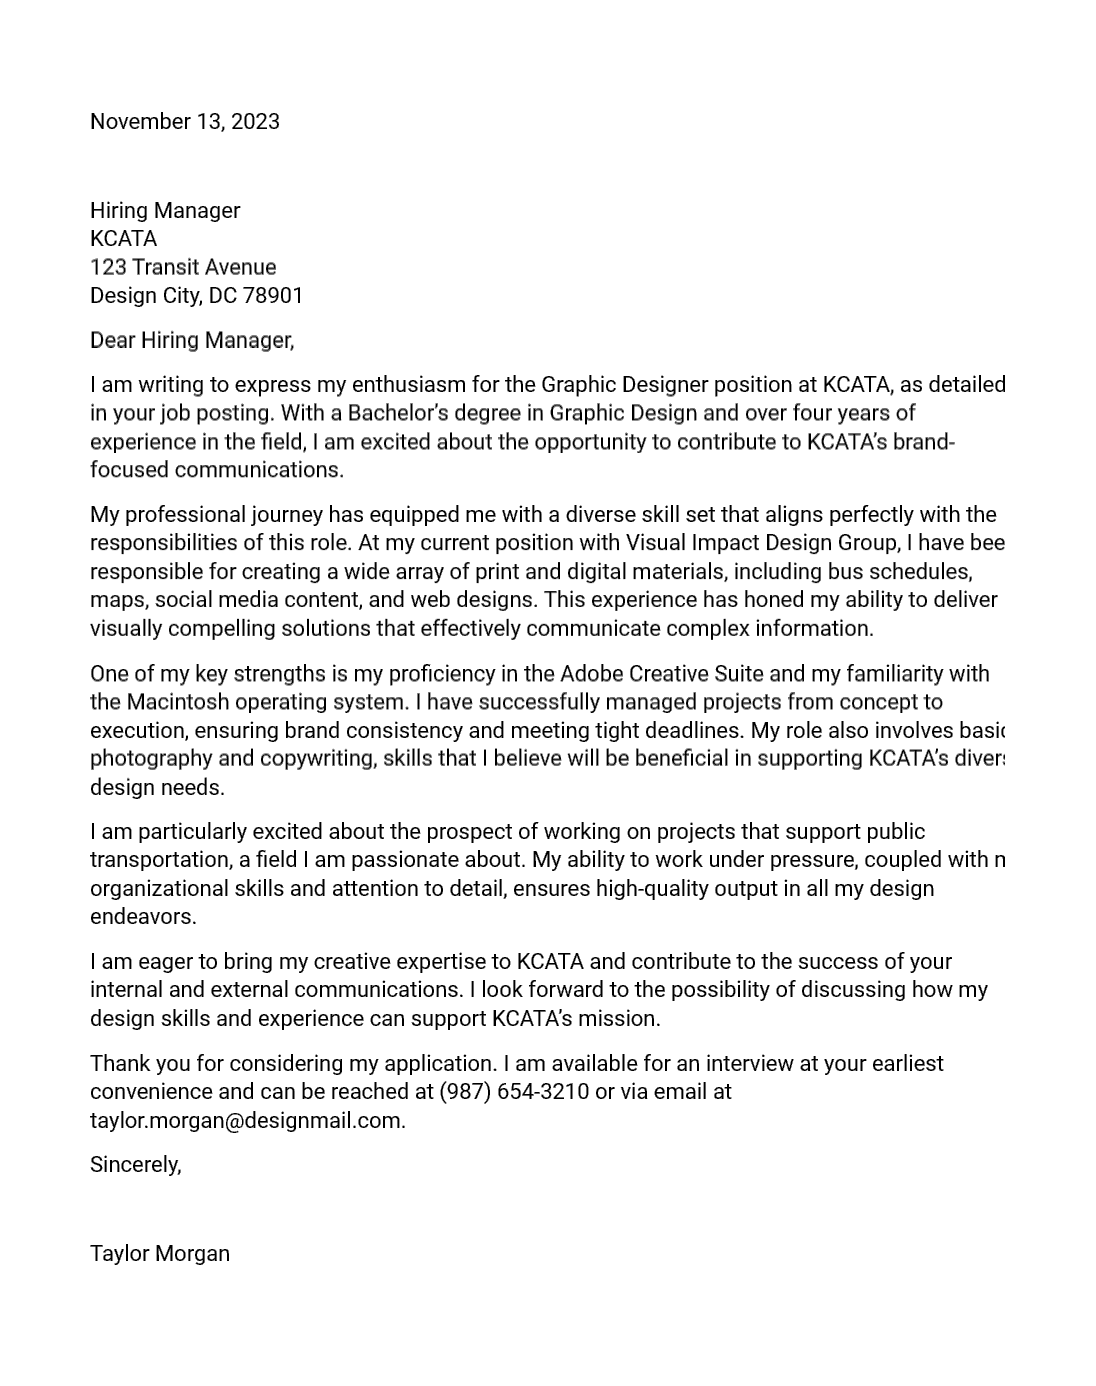 November 13, 2023
Hiring Manager
KCATA
123 Transit Avenue
Design City, DC 78901
Dear Hiring Manager,
I am writing to express my enthusiasm for the Graphic Designer position at KCATA, as detailed
in your job posting. With a Bachelor’s degree in Graphic Design and over four years of
experience in the field, I am excited about the opportunity to contribute to KCATA’s brand-
focused communications.
My professional journey has equipped me with a diverse skill set that aligns perfectly with the
responsibilities of this role. At my current position with Visual Impact Design Group, I have bee
responsible for creating a wide array of print and digital materials, including bus schedules,
maps, social media content, and web designs. This experience has honed my ability to deliver
visually compelling solutions that effectively communicate complex information.
One of my key strengths is my proficiency in the Adobe Creative Suite and my familiarity with
the Macintosh operating system. I have successfully managed projects from concept to
execution, ensuring brand consistency and meeting tight deadlines. My role also involves basic
photography and copywriting, skills that I believe will be beneficial in supporting KCATA’s divers
design needs.
I am particularly excited about the prospect of working on projects that support public
transportation, a field I am passionate about. My ability to work under pressure, coupled with
organizational skills and attention to detail, ensures high-quality output in all my design
endeavors.
I am eager to bring my creative expertise to KCATA and contribute to the success of your
internal and external communications. I look forward to the possibility of discussing how my
design skills and experience can support KCATA’s mission.
Thank you for considering my application. I am available for an interview at your earliest
convenience and can be reached at (987) 654-3210 or via email at
taylor.morgan@designmail.com.
Sincerely,
Taylor Morgan